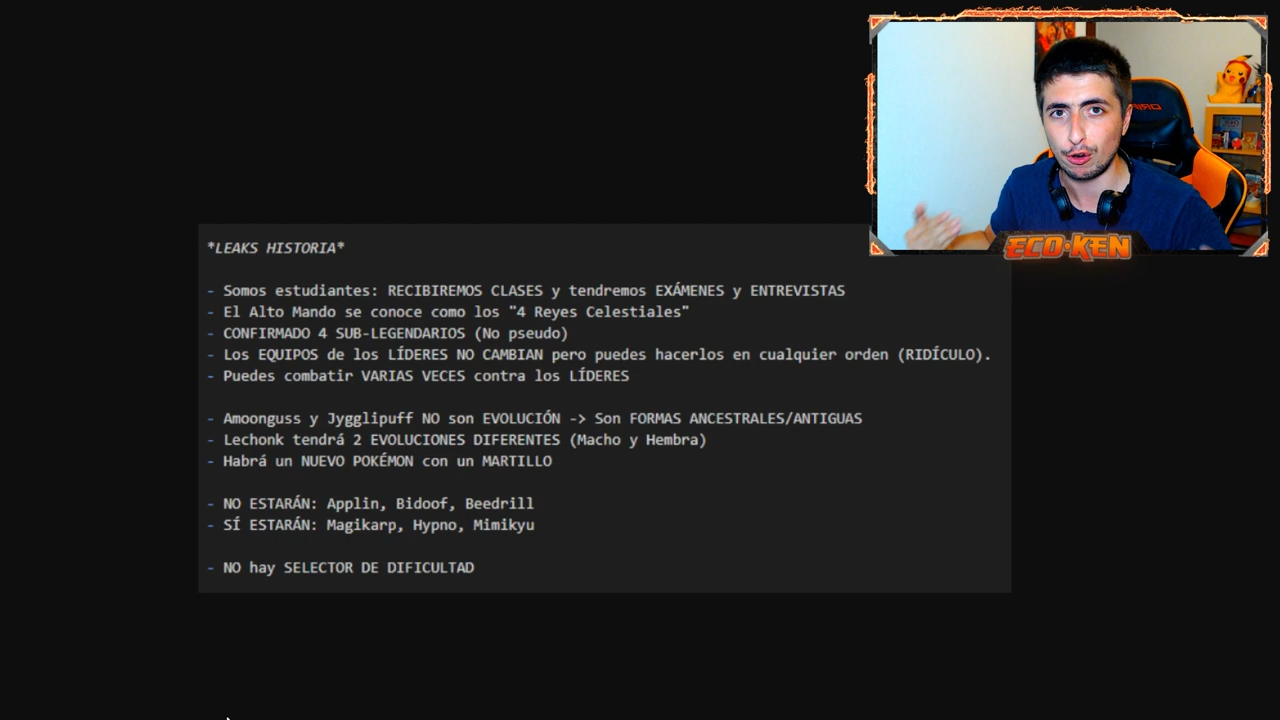 *LEAKS HISTORIA*
- Somos estudiantes: RECIBIREMOS CLASES y tendremos EXÁMENES y ENTREVISTAS
- El Alto Mando se conoce como los "4 Reyes Celestiales"
- CONFIRMADO 4 SUB-LEGENDARIOS (No pseudo)
- Los EQUIPOS de los LÍDERES NO CAMBIAN pero puedes hacerlos en cualquier orden (RIDÍCULO).
- Puedes combatir VARIAS VECES contra los LÍDERES
- Amoonguss y Jygglipuff NO son EVOLUCIÓN -> Son FORMAS ANCESTRALES/ANTIGUAS
- Lechonk tendrá 2 EVOLUCIONES DIFERENTES (Macho y Hembra)
- Habrá un NUEVO POKÉMON con un MARTILLO
- NO ESTARÁN: Applin, Bidoof, Beedrill
- SÍ ESTARÁN: Magikarp, Hypno, Mimikyu
- NO hay SELECTOR DE DIFICULTAD
ECO·KEN